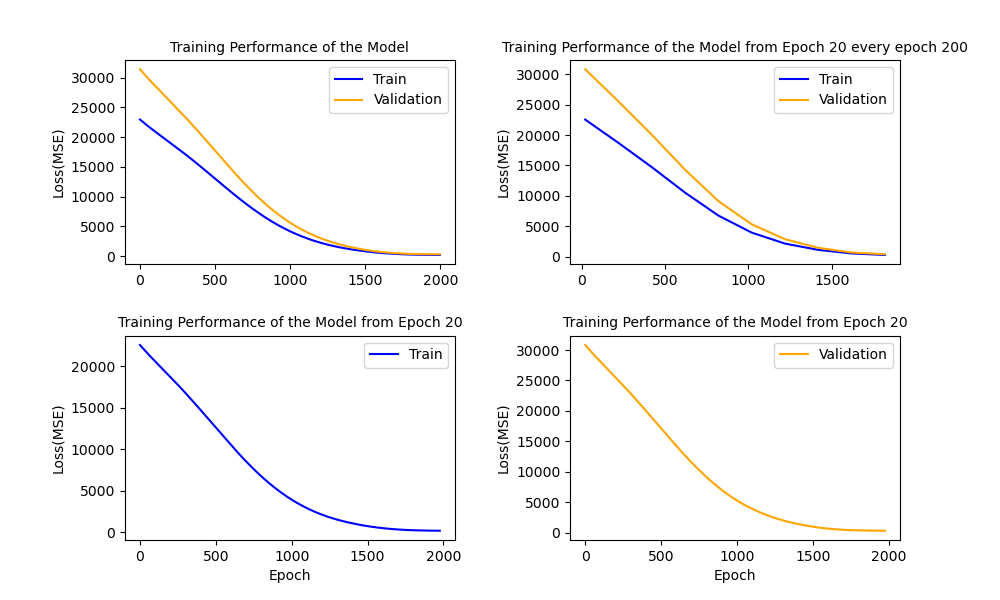 Training Performance of the Model
Loss(MSE)
30000
25000
20000
15000
10000
5000
0
0 500 1000 1500 2000
Train
Validation
Training Performance of the Model from Epoch 20 every epoch 200
Loss(MSE)
30000
25000
20000
15000
10000
5000
0
0 500 1000 1500
Train
Validation
Training Performance of the Model from Epoch 20
Loss(MSE)
20000
15000
10000
5000
0
0 500 1000 1500 2000
Epoch
Train
Training Performance of the Model from Epoch 20
Loss(MSE)
30000
25000
20000
15000
10000
5000
0
0 500 1000 1500 2000
Epoch
Validation